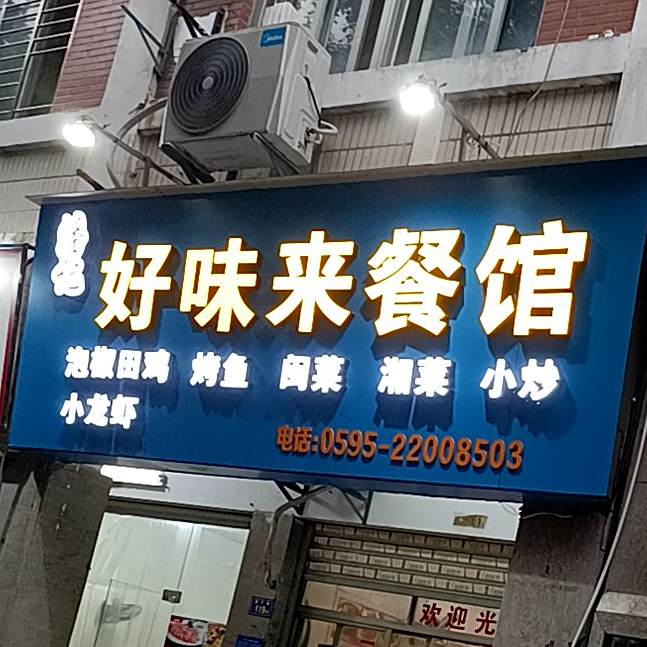 好味来餐馆
泡椒田鸡 烤鱼 闽菜 湘菜 小炒
小龙虾
电话:0595-22008503
欢迎光